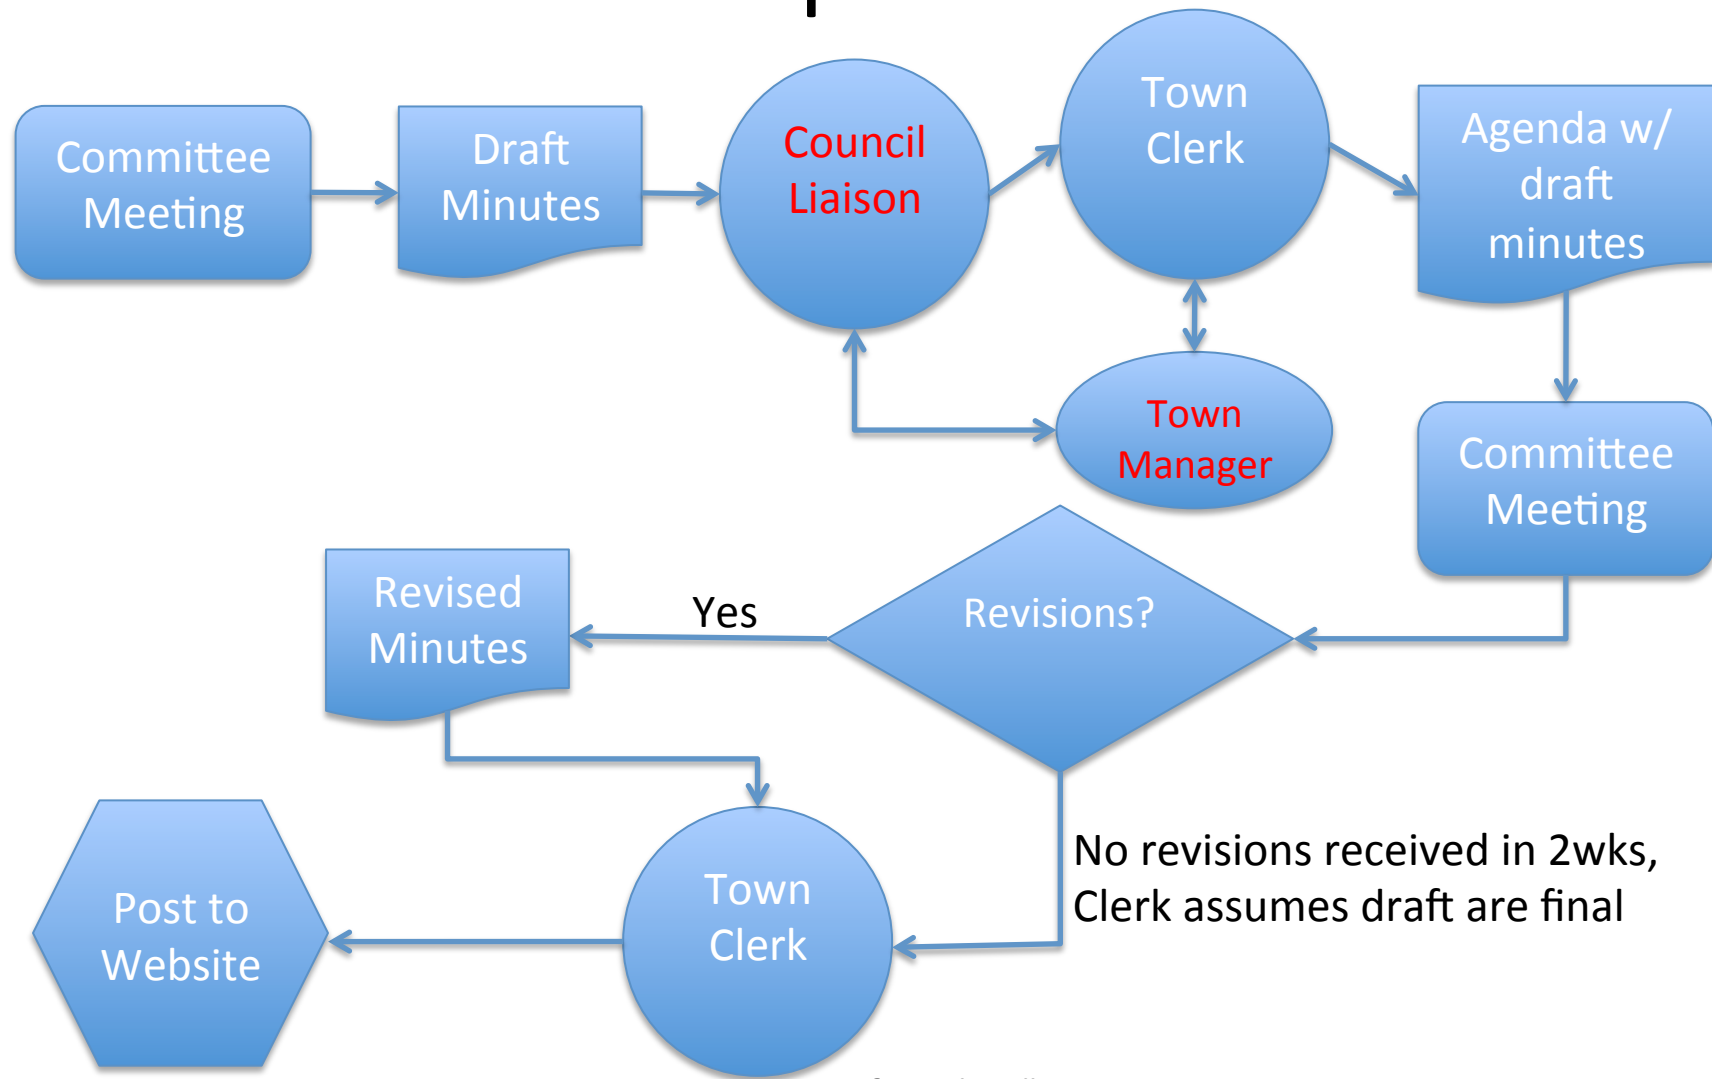 Committee
Meeting
Draft
Minutes
Council
Liaison
Town
Clerk
Agenda w/
draft
minutes
Town
Manager
Committee
Meeting
Revisions?
Yes
Revised
Minutes
No revisions received in 2wks,
Clerk assumes draft are final
Town
Clerk
Post to
Website